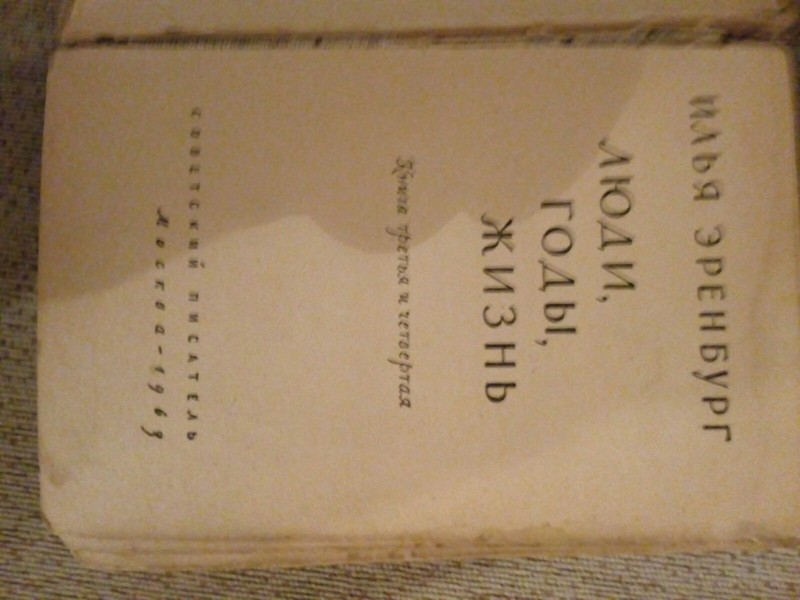 ИЛЬЯ ЭРЕНБУРГ
ЛЮДИ,
ГОДЫ,
ЖИЗНЬ
Книга третья и четвертая
СОВЕТСКИЙ ПИСАТЕЛЬ
Москва-1963